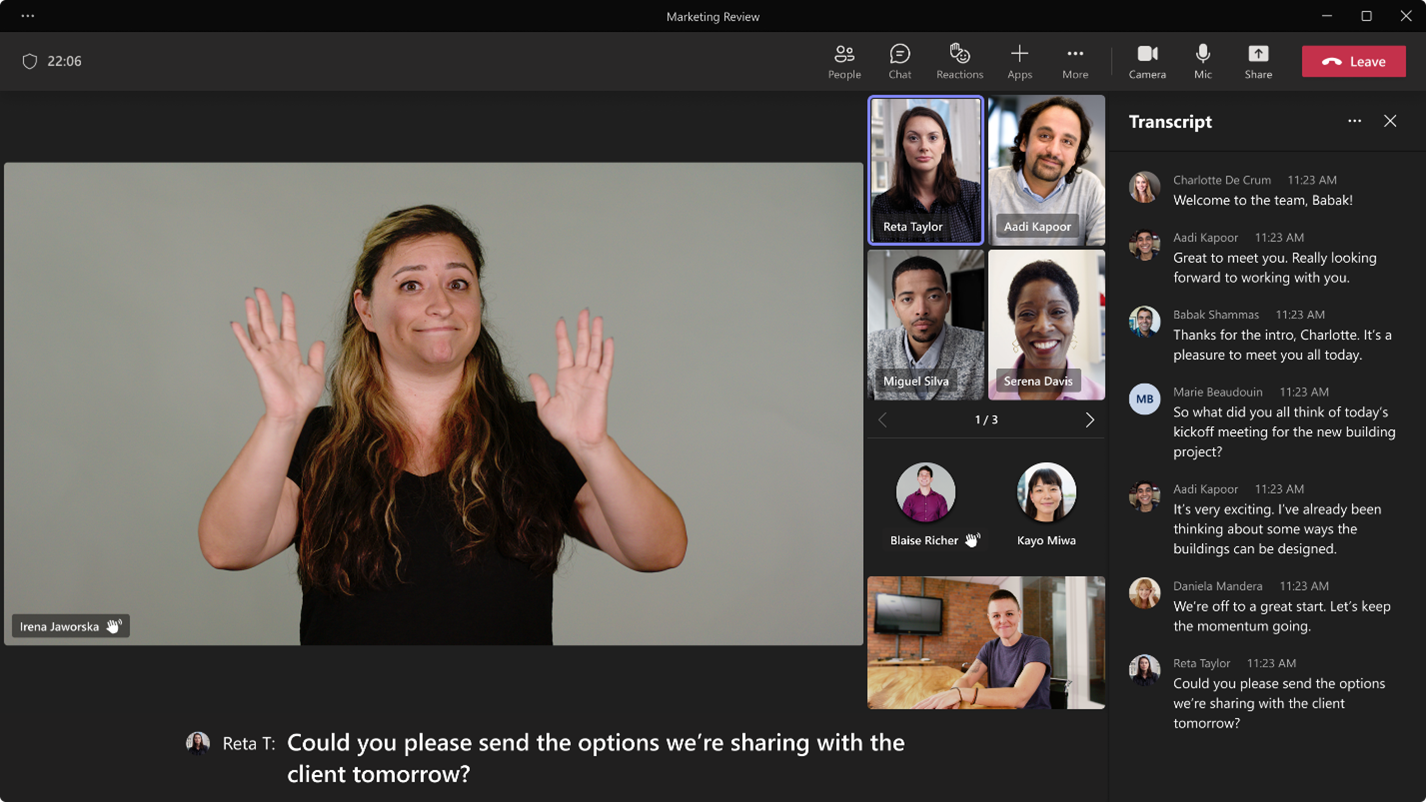 Marketing Review
22:06
People
Chat
Reactions
Apps
More
Camera
Mic
Share
Leave
Irena Jaworska
Reta Taylor
Aadi Kapoor
Miguel Silva
Serena Davis
1 / 3
Blaise Richer
Kayo Miwa
Reta T: Could you please send the options we're sharing with the
client tomorrow?
Transcript
Charlotte De Crum 11:23 AM
Welcome to the team, Babak!
Aadi Kapoor 11:23 AM
Great to meet you. Really looking
forward to working with you.
Babak Shammas 11:23 AM
Thanks for the intro, Charlotte. It's a
pleasure to meet you all today.
MB
Marie Beaudouin 11:23 AM
So what did you all think of today's
kickoff meeting for the new building
project?
Aadi Kapoor 11:23 AM
It's very exciting. I've already been
thinking about some ways the
buildings can be designed.
Daniela Mandera 11:23 AM
We're off to a great start. Let's keep
the momentum going.
Reta Taylor 11:23 AM
Could you please send the options
we're sharing with the client
tomorrow?